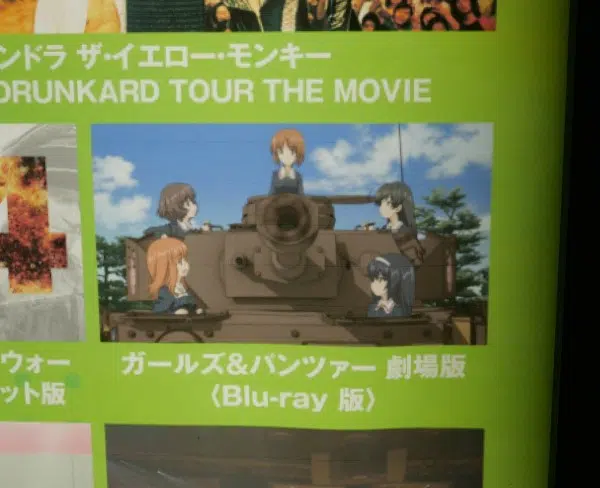 ンドラ ザ・イエロー・モンキー
DRUNKARD TOUR THE MOVIE
4
ウォー
ット版
ガールズ&パンツァー 劇場版
〈Blu-ray 版〉